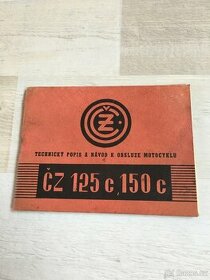 ČZ
TECHNICKÝ POPIS A NÁVOD K OBSLUZE MOTOCYKLU
ČZ 125 c, 150 c